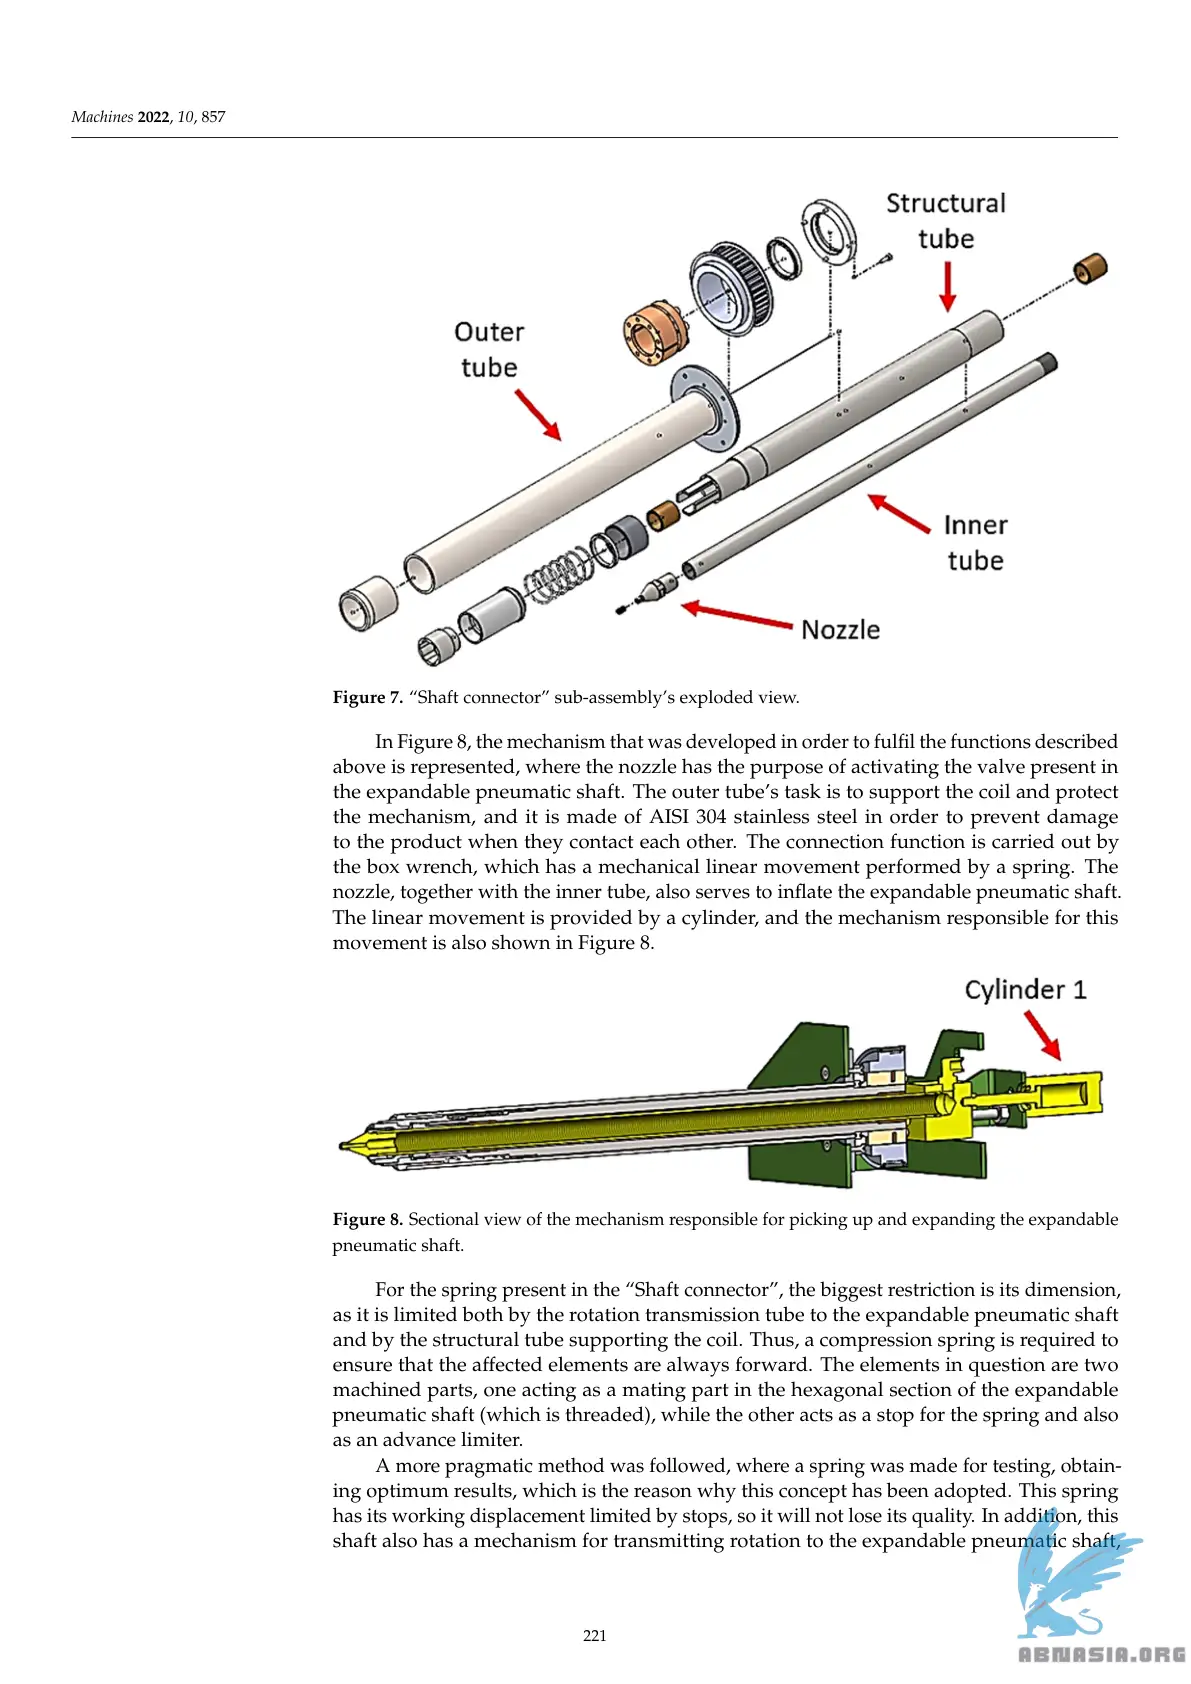 Machines 2022, 10, 857
Structural
tube
Outer
tube
Inner
tube
Nozzle
Figure 7. “Shaft connector” sub-assembly’s exploded view.
In Figure 8, the mechanism that was developed in order to fulfil the functions described
above is represented, where the nozzle has the purpose of activating the valve present in
the expandable pneumatic shaft. The outer tube’s task is to support the coil and protect
the mechanism, and it is made of AISI 304 stainless steel in order to prevent damage
to the product when they contact each other. The connection function is carried out by
the box wrench, which has a mechanical linear movement performed by a spring. The
nozzle, together with the inner tube, also serves to inflate the expandable pneumatic shaft.
The linear movement is provided by a cylinder, and the mechanism responsible for this
movement is also shown in Figure 8.
Cylinder 1
Figure 8. Sectional view of the mechanism responsible for picking up and expanding the expandable
pneumatic shaft.
For the spring present in the “Shaft connector”, the biggest restriction is its dimension,
as it is limited both by the rotation transmission tube to the expandable pneumatic shaft
and by the structural tube supporting the coil. Thus, a compression spring is required to
ensure that the affected elements are always forward. The elements in question are two
machined parts, one acting as a mating part in the hexagonal section of the expandable
pneumatic shaft (which is threaded), while the other acts as a stop for the spring and also
as an advance limiter.
A more pragmatic method was followed, where a spring was made for testing, obtain-
ing optimum results, which is the reason why this concept has been adopted. This spring
has its working displacement limited by stops, so it will not lose its quality. In addition, this
shaft also has a mechanism for transmitting rotation to the expandable pneumatic shaft,
221
ABNASIA.ORG